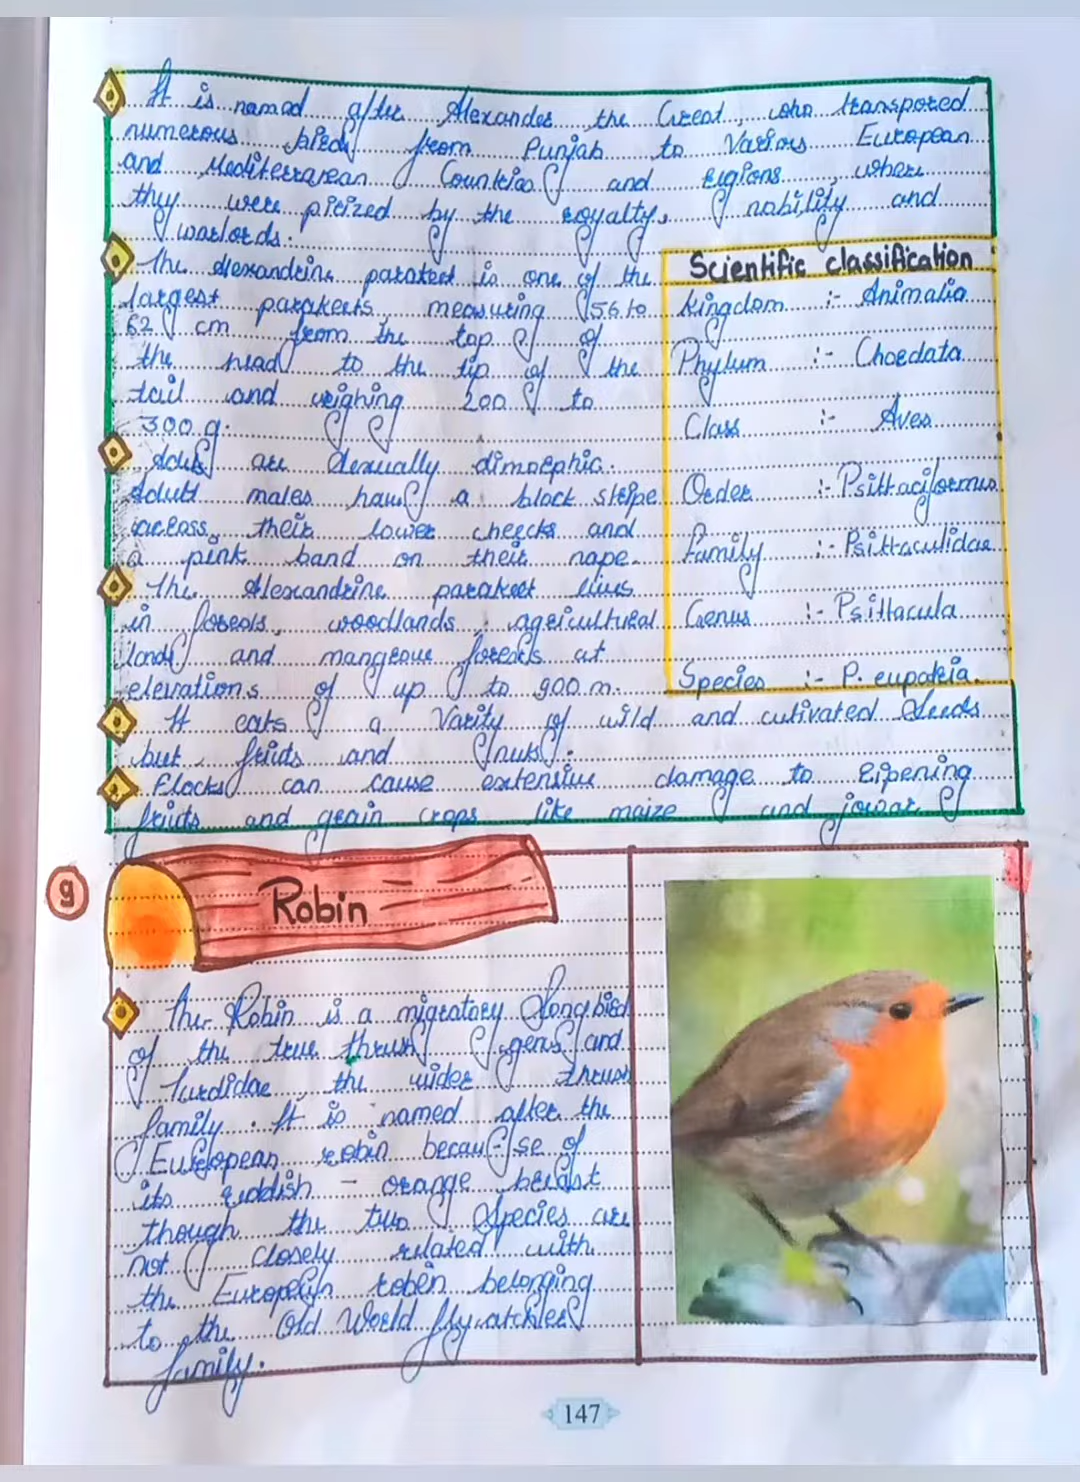 It is named after Alexander the Great, who transpored
numerous birds from Punjab to Various European
and Mediterranean Countries and regions, where
they were prized by the royalty, nobility and
warlords.
The Alexandrine parakeet is one of the
largest parakeets, measuring 56 to
62 cm from the top of
the head to the tip of the
tail and weighing 200 to
300 g.
Adults are sexually dimorphic.
Adult males have a black stripe
across their lower cheecks and
a pink band on their nape.
The Alexandrine parakeet lives
in forests, woodlands, agricultural
lands and mangrove forests at
elevations of up to 900 m.
Scientific classification
Kingdom :- Animalia
Phylum :- Chordata
Class :- Aves
Order :- Psittaciformes
Family :- Psittaculidae
Genus :- Psittacula
Species :- P. eupatria.
It eats a Varity of wild and cutivated Seeds
but, fruids and nuts.
Flocks can cause extensive damage to ripening
fruids and grain crops like maize and jowar.
9
Robin
The Robin is a migratory Songbird
of the true thrush genus and
Turdidae, the wider thrush
family. It is named after the
European robin because of
its reddish - orange breast
though the two Species are
not closely related with
the European robin belonging
to the Old World flycatcher
family.
147